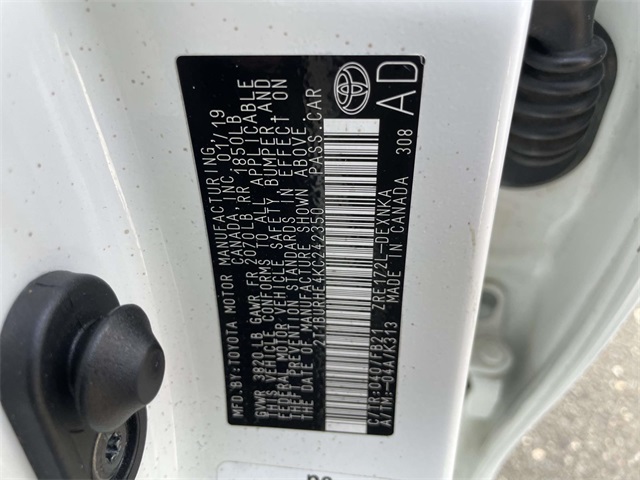 MFD.BY:TOYOTA MOTOR MANUFACTURING
CANADA, INC. 01/19
GVWR 3820LB GAWR FR 2070LB, RR 1850LB
THIS VEHICLE CONFORMS TO ALL APPLICABLE
FEDERAL MOTOR VEHICLE SAFETY BUMPER AND
THEFT PREVENTION STANDARDS IN EFFECT ON
THE DATE OF MANUFACTURE SHOWN ABOVE.
2T1BURHE4KC242350 PASS.CAR
C/TR:040/FB21 ZRE172L-DEXNKA
A/TM:-04A/K313 MADE IN CANADA 308
AD